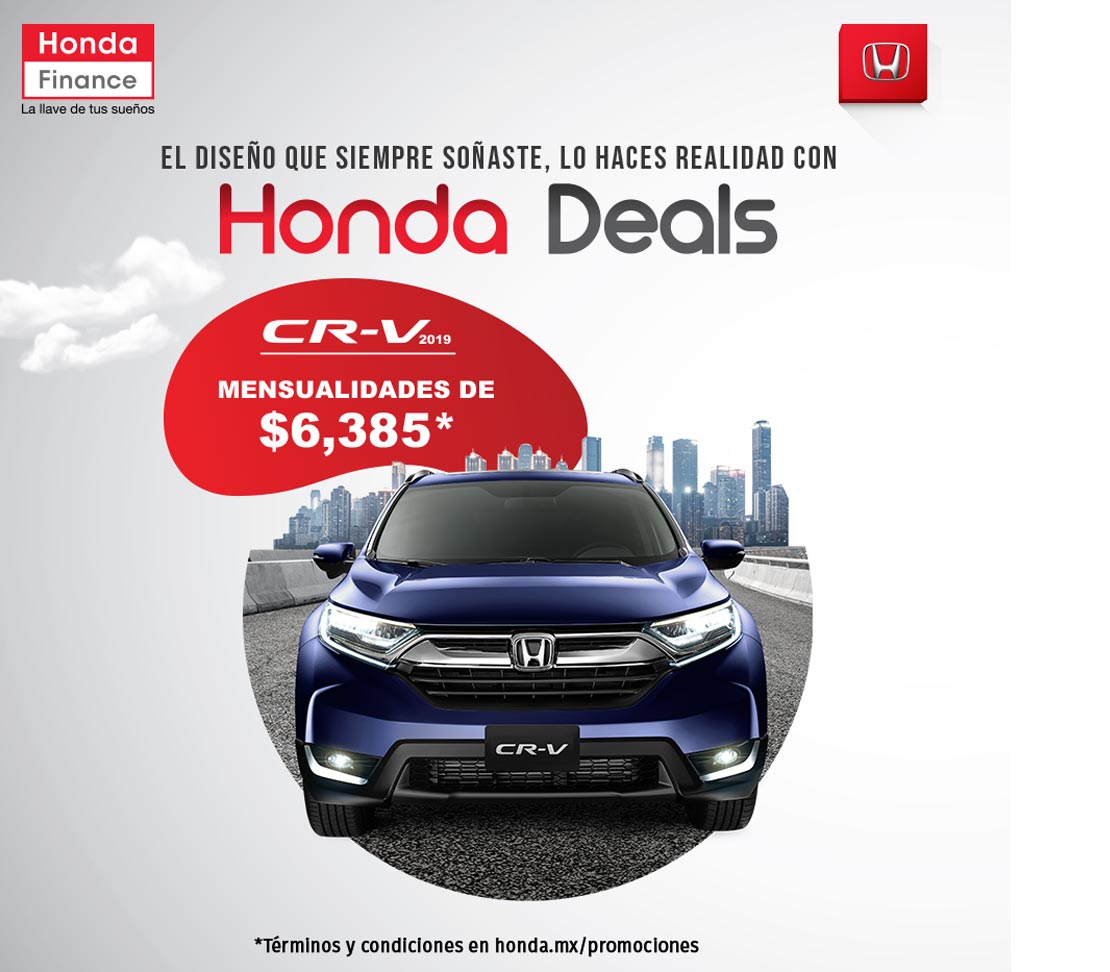 Honda
Finance
La llave de tus sueños
EL DISEÑO QUE SIEMPRE SOÑASTE, LO HACES REALIDAD CON
Honda Deals
CR-V 2019
MENSUALIDADES DE
$6,385*
CR-V
*Términos y condiciones en honda.mx/promociones